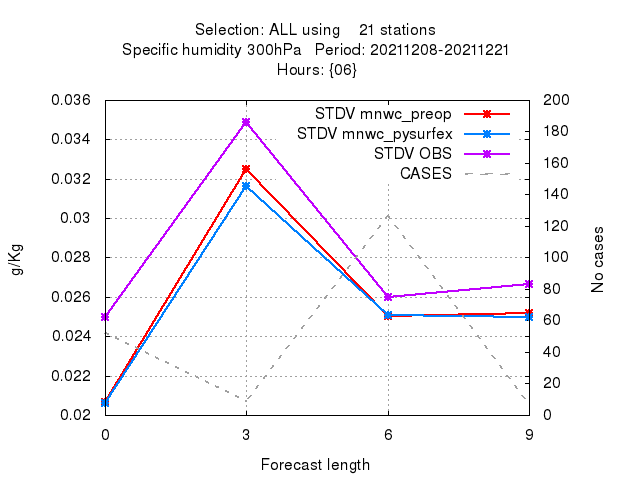 Selection: ALL using    21 stations
Specific humidity 300hPa   Period: 20211208-20211221
Hours: {06}
STDV mnwc_preop
STDV mnwc_pysurfex
STDV OBS
CASES
0.036
0.034
0.032
0.03
0.028
0.026
0.024
0.022
0.02
200
180
160
140
120
100
80
60
40
20
0
g/Kg
No cases
0 3 6 9
Forecast length